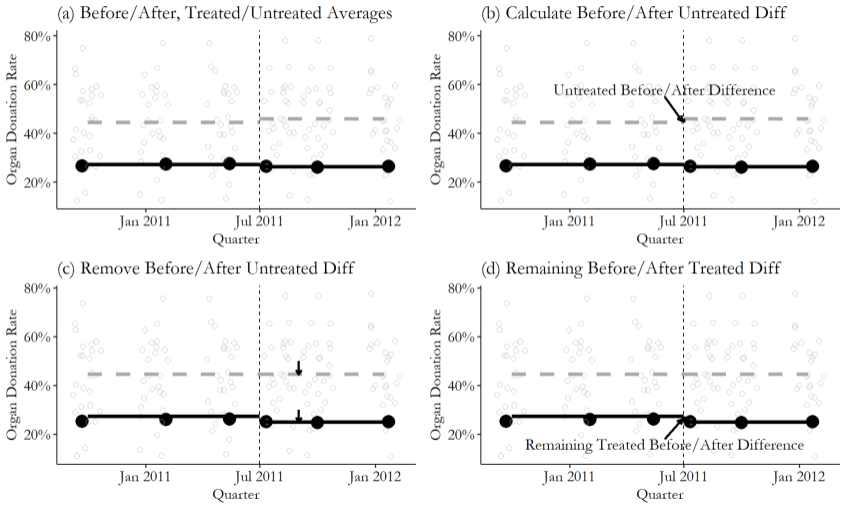 (a) Before/After, Treated/Untreated Averages
Organ Donation Rate
80%
60%
40%
20%
Jan 2011
Jul 2011
Jan 2012
Quarter
(b) Calculate Before/After Untreated Diff
Organ Donation Rate
80%
60%
40%
20%
Untreated Before/After Difference
Jan 2011
Jul 2011
Jan 2012
Quarter
(c) Remove Before/After Untreated Diff
Organ Donation Rate
80%
60%
40%
20%
Jan 2011
Jul 2011
Jan 2012
Quarter
(d) Remaining Before/After Treated Diff
Organ Donation Rate
80%
60%
40%
20%
Remaining Treated Before/After Difference
Jan 2011
Jul 2011
Jan 2012
Quarter